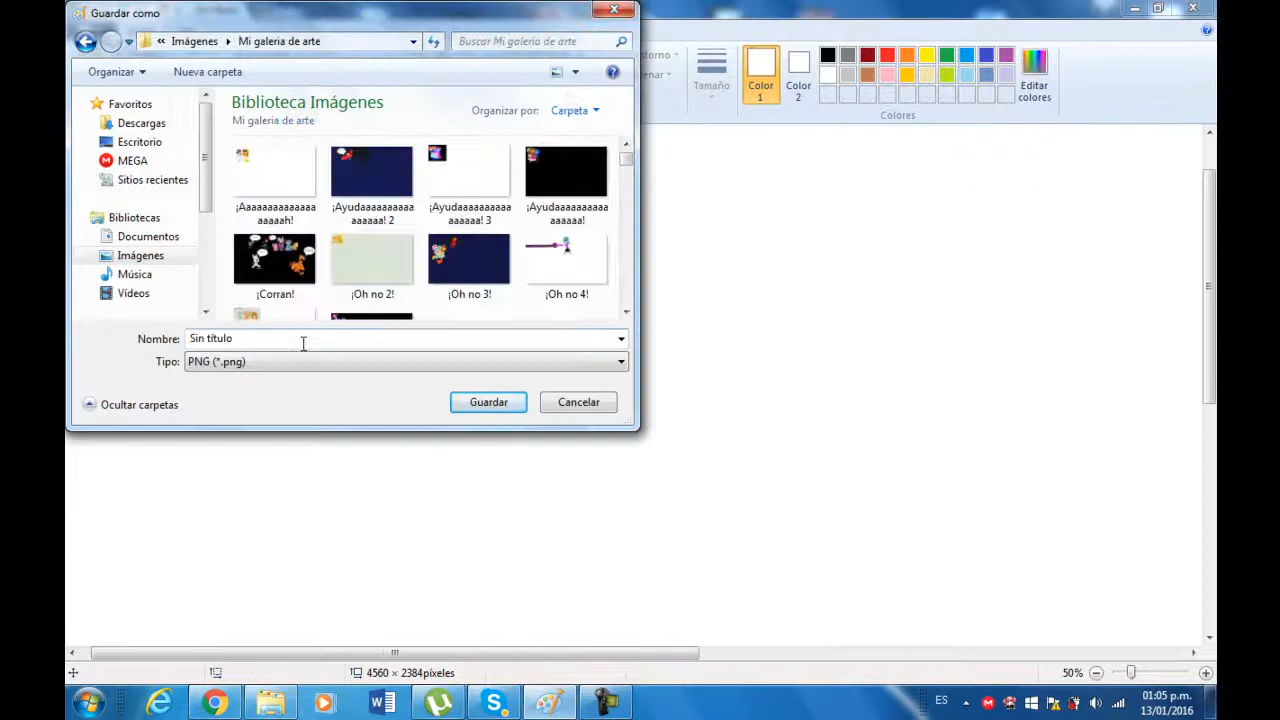 Guardar como
Imágenes Mi galeria de arte
Buscar Mi galeria de arte
Organizar Nueva carpeta
Favoritos
Descargas
Escritorio
MEGA
Sitios recientes
Bibliotecas
Documentos
Imágenes
Música
Vídeos
Biblioteca Imágenes
Mi galeria de arte
Organizar por: Carpeta
¡Aaaaaaaaaaaaaa
aaaaah!
¡Ayudaaaaaaaaaa
aaaaaa! 2
¡Ayudaaaaaaaaaa
aaaaaa! 3
¡Ayudaaaaaaaaaa
aaaaaa!
¡Corran!
¡Oh no 2!
¡Oh no 3!
¡Oh no 4!
Nombre: Sin título
Tipo: PNG (*.png)
Ocultar carpetas
Guardar
Cancelar
Tamaño
Color
1
Color
2
Editar
colores
Colores
4560 × 2384píxeles
50%
ES
01:05 p.m.
13/01/2016